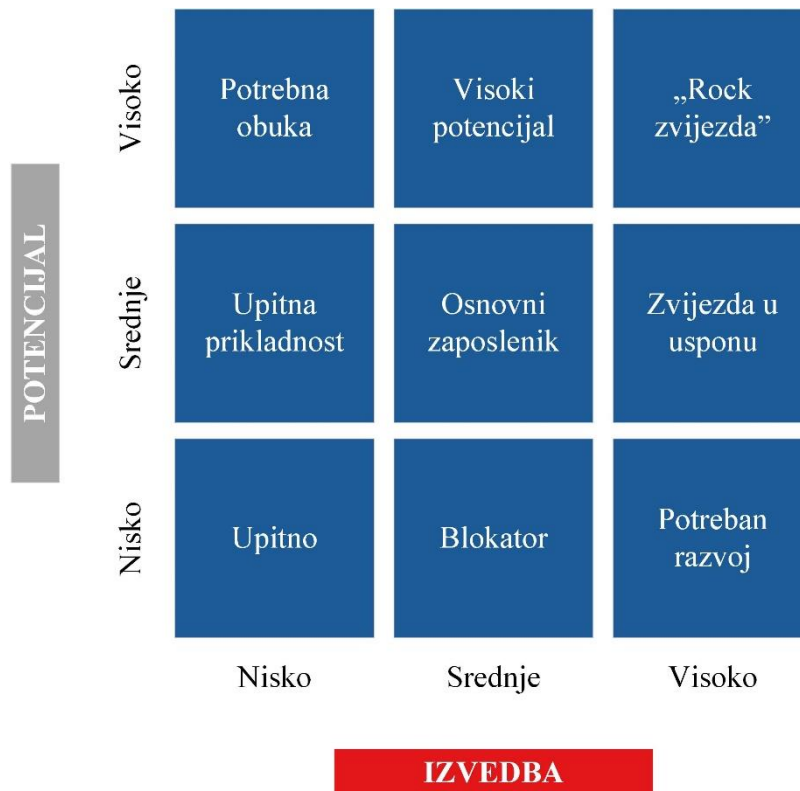 POTENCIJAL
Visoko
Potrebna
obuka
Visoki
potencijal
„Rock
zvijezda”
Srednje
Upitna
prikladnost
Osnovni
zaposlenik
Zvijezda u
usponu
Nisko
Upitno
Blokator
Potreban
razvoj
Nisko
Srednje
Visoko
IZVEDBA